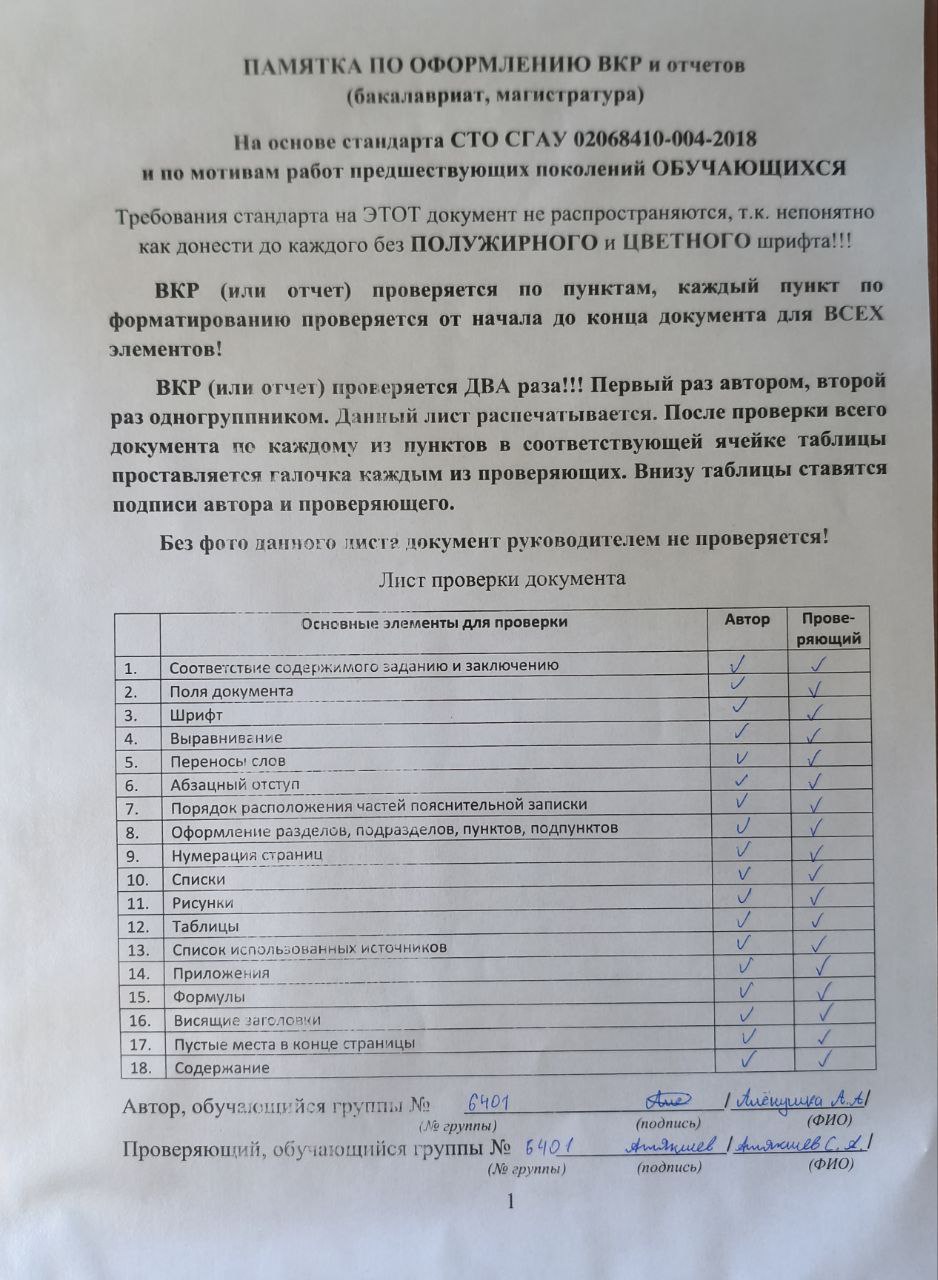 ПАМЯТКА ПО ОФОРМЛЕНИЮ ВКР и отчетов
(бакалавриат, магистратура)
На основе стандарта СТО СГАУ 02068410-004-2018
и по мотивам работ предшествующих поколений ОБУЧАЮЩИХСЯ
Требования стандарта на ЭТОТ документ не распространяются, т.к. непонятно
как донести до каждого без ПОЛУЖИРНОГО и ЦВЕТНОГО шрифта!!!
ВКР (или отчет) проверяется по пунктам, каждый пункт по
форматированию проверяется от начала до конца документа для ВСЕХ
элементов!
ВКР (или отчет) проверяется ДВА раза!!! Первый раз автором, второй
раз одногруппником. Данный лист распечатывается. После проверки всего
документа по каждому из пунктов в соответствующей ячейке таблицы
проставляется галочка каждым из проверяющих. Внизу таблицы ставятся
подписи автора и проверяющего.
Без фото данного листа документ руководителем не проверяется!
Лист проверки документа
Основные элементы для проверки Автор Прове-
ряющий
1. Соответствие содержимого заданию и заключению ✓ ✓
2. Поля документа ✓ ✓
3. Шрифт ✓ ✓
4. Выравнивание ✓ ✓
5. Переносы слов ✓ ✓
6. Абзацный отступ ✓ ✓
7. Порядок расположения частей пояснительной записки ✓ ✓
8. Оформление разделов, подразделов, пунктов, подпунктов ✓ ✓
9. Нумерация страниц ✓ ✓
10. Списки ✓ ✓
11. Рисунки ✓ ✓
12. Таблицы ✓ ✓
13. Список использованных источников ✓ ✓
14. Приложения ✓ ✓
15. Формулы ✓ ✓
16. Висящие заголовки ✓ ✓
17. Пустые места в конце страницы ✓ ✓
18. Содержание ✓ ✓
Автор, обучающийся группы № 6401 / Алёнушка А.А/
(№ группы) (подпись) (ФИО)
Проверяющий, обучающийся группы № 6401 Атякшев / Атякшев С.А./
(№ группы) (подпись) (ФИО)
1